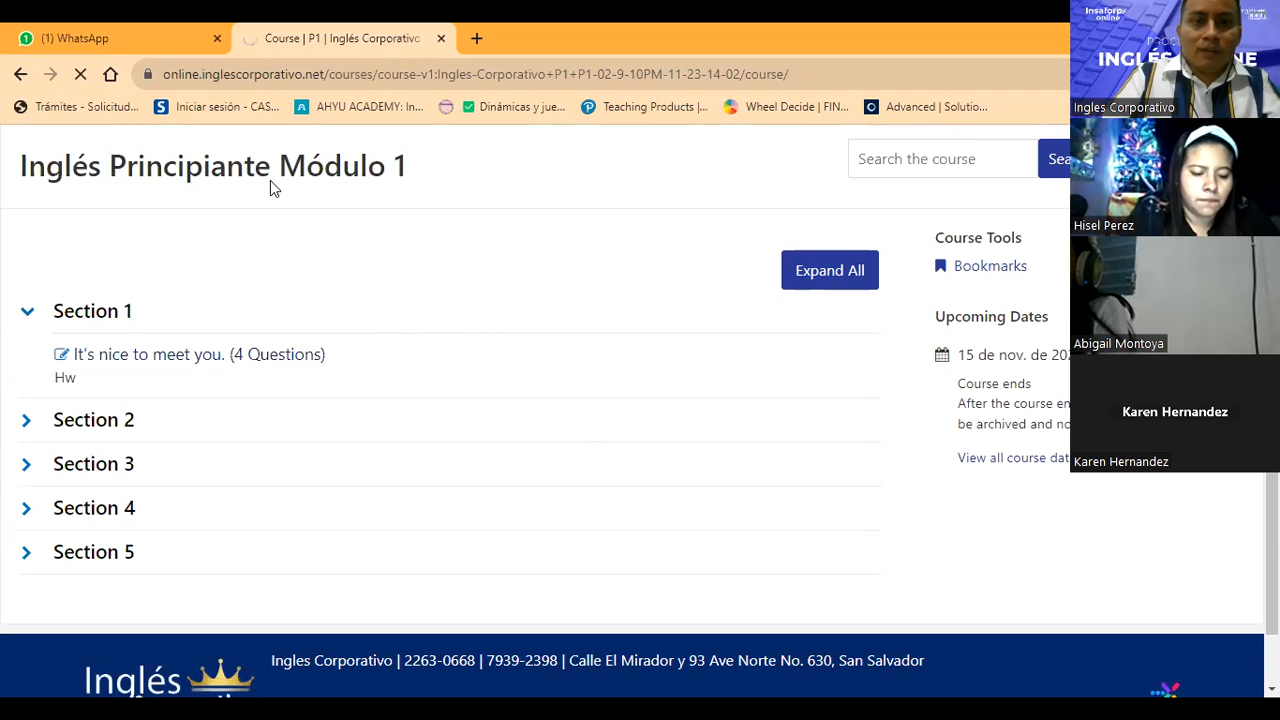 (1) WhatsApp
Course | P1 | Inglés Corporativo
online.inglescorporativo.net/courses/course-v1:Ingles-Corporativo+P1+P1-02-9-10PM-11-23-14-02/course/
Trámites - Solicitud...
Iniciar sesión - CAS...
AHYU ACADEMY: In...
Dinámicas y jue...
Teaching Products |...
Wheel Decide | FIN...
Advanced | Solutio...
Insaforp
online
INGLÉS ONLINE
Ingles Corporativo
Hisel Perez
Abigail Montoya
Karen Hernandez
Karen Hernandez
Inglés Principiante Módulo 1
Search the course
Sea
Expand All
Section 1
It's nice to meet you. (4 Questions)
Hw
Section 2
Section 3
Section 4
Section 5
Course Tools
Bookmarks
Upcoming Dates
15 de nov. de 202
Course ends
After the course en
be archived and no
View all course dat
Inglés
Ingles Corporativo | 2263-0668 | 7939-2398 | Calle El Mirador y 93 Ave Norte No. 630, San Salvador